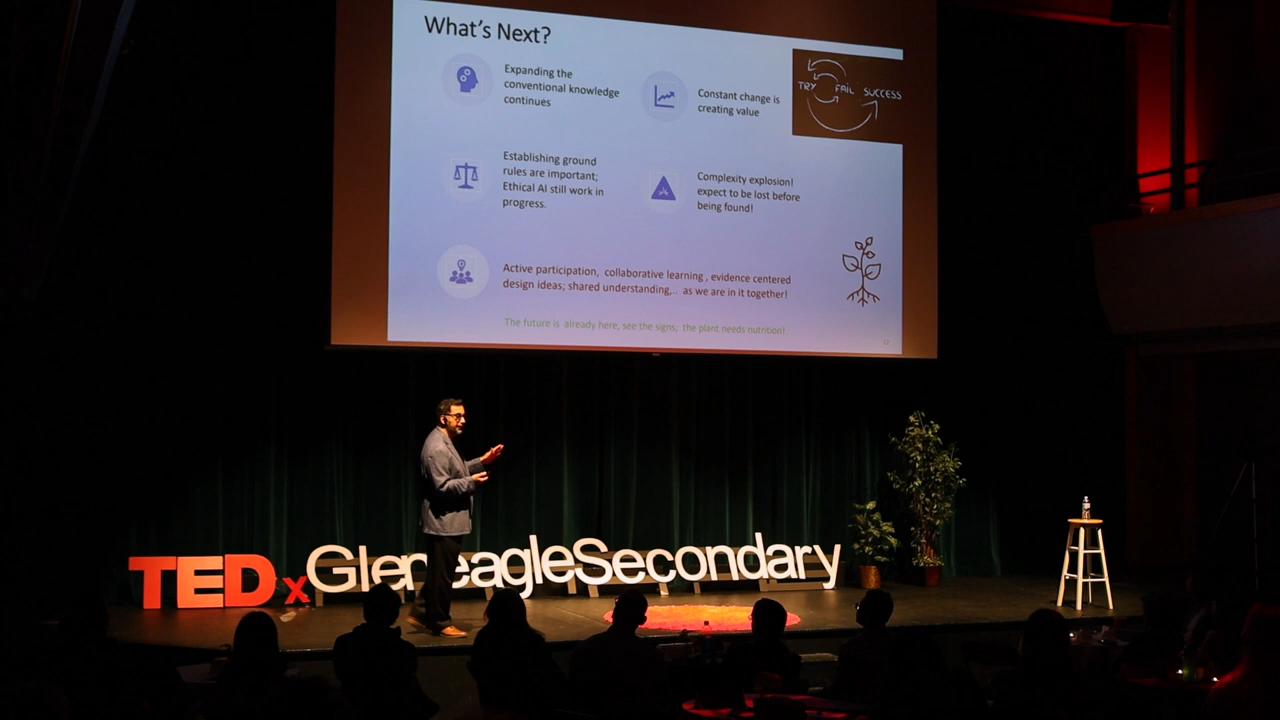 What's Next?
Expanding the
conventional knowledge
continues
Constant change is
creating value
TRY FAIL SUCCESS
Establishing ground
rules are important;
Ethical AI still work in
progress.
Complexity explosion!
expect to be lost before
being found!
Active participation, collaborative learning , evidence centered
design ideas; shared understanding,.. as we are in it together!
The future is already here, see the signs; the plant needs nutrition!
12
TEDxGleneagleSecondary